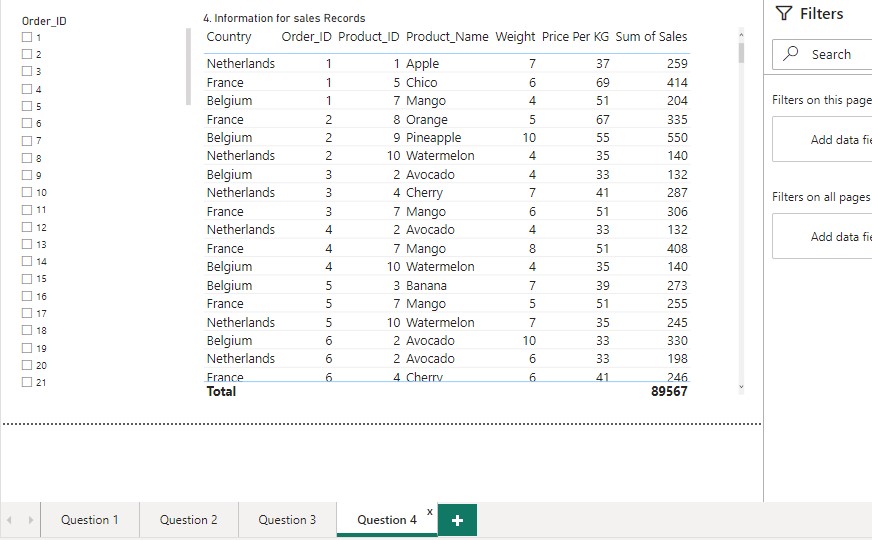 Order_ID
1
2
3
4
5
6
7
8
9
10
11
12
13
14
15
16
17
18
19
20
21
4. Information for sales Records
Country Order_ID Product_ID Product_Name Weight Price Per KG Sum of Sales
Netherlands 1 1 Apple 7 37 259
France 1 5 Chico 6 69 414
Belgium 1 7 Mango 4 51 204
France 2 8 Orange 5 67 335
Belgium 2 9 Pineapple 10 55 550
Netherlands 2 10 Watermelon 4 35 140
Belgium 3 2 Avocado 4 33 132
Netherlands 3 4 Cherry 7 41 287
France 3 7 Mango 6 51 306
Netherlands 4 2 Avocado 4 33 132
France 4 7 Mango 8 51 408
Belgium 4 10 Watermelon 4 35 140
Belgium 5 3 Banana 7 39 273
France 5 7 Mango 5 51 255
Netherlands 5 10 Watermelon 7 35 245
Belgium 6 2 Avocado 10 33 330
Netherlands 6 2 Avocado 6 33 198
France 6 4 Cherry 6 41 246
Total 89567
Filters
Search
Filters on this page
Add data fie
Filters on all pages
Add data fie
Question 1 Question 2 Question 3 Question 4 x +